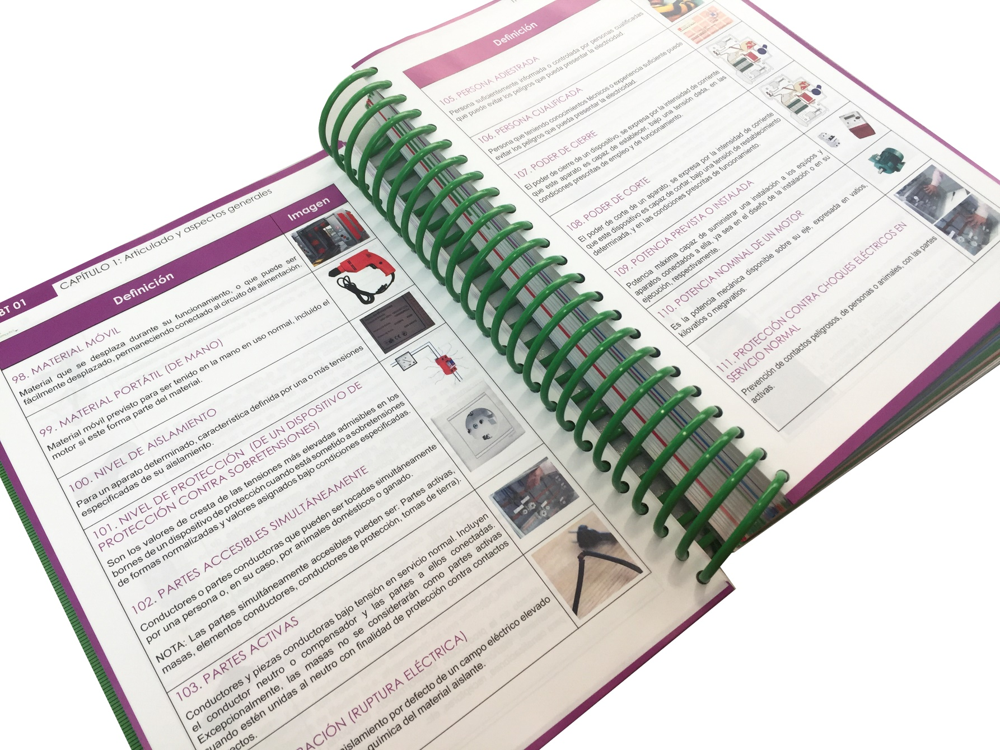 BT 01
CAPÍTULO 1: Articulado y aspectos generales
Definición
Imagen
98. MATERIAL MÓVIL
Material que se desplaza durante su funcionamiento, o que puede ser
fácilmente desplazado, permaneciendo conectado al circuito de alimentación.
99. MATERIAL PORTÁTIL (DE MANO)
Material móvil previsto para ser tenido en la mano en uso normal, incluido el
motor si este forma parte del material.
100. NIVEL DE AISLAMIENTO
Para un aparato determinado, característica definida por una o más tensiones
especificadas de su aislamiento.
101. NIVEL DE PROTECCIÓN (DE UN DISPOSITIVO DE
PROTECCIÓN CONTRA SOBRETENSIONES)
Son los valores de cresta de las tensiones más elevadas admisibles en los
bornes de un dispositivo de protección cuando está sometido a sobretensiones
de formas normalizadas y valores asignados bajo condiciones especificadas.
102. PARTES ACCESIBLES SIMULTÁNEAMENTE
Conductores o partes conductoras que pueden ser tocadas simultáneamente
por una persona o, en su caso, por animales domésticos o ganado.
NOTA: Las partes simultáneamente accesibles pueden ser: Partes activas,
masas, elementos conductores, conductores de protección, tomas de tierra).
103. PARTES ACTIVAS
Conductores y piezas conductoras bajo tensión en servicio normal. Incluyen
el conductor neutro o compensador y las partes a ellos conectadas.
Excepcionalmente, las masas no se considerarán como partes activas
cuando estén unidas al neutro con finalidad de protección contra contactos
ectos.
RACIÓN (RUPTURA ELÉCTRICA)
aislamiento por defecto de un campo eléctrico elevado
química del material aislante.
Definición
105. PERSONA ADIESTRADA
Persona suficientemente informada o controlada por personas cualificadas
que puede evitar los peligros que pueda presentar la electricidad.
106. PERSONA CUALIFICADA
Persona que teniendo conocimientos técnicos o experiencia suficiente puede
evitar los peligros que pueda presentar la electricidad.
107. PODER DE CIERRE
El poder de cierre de un dispositivo, se expresa por la intensidad de corriente
que este aparato es capaz de establecer, bajo una tensión dada, en las
condiciones prescritas de empleo y de funcionamiento.
108. PODER DE CORTE
El poder de corte de un aparato, se expresa por la intensidad de corriente
que este dispositivo es capaz de cortar, bajo una tensión de restablecimiento
determinada, y en las condiciones prescritas de funcionamiento.
109. POTENCIA PREVISTA O INSTALADA
Potencia máxima capaz de suministrar una instalación a los equipos y
aparatos conectados a ella, ya sea en el diseño de la instalación o en su
ejecución, respectivamente.
110. POTENCIA NOMINAL DE UN MOTOR
Es la potencia mecánica disponible sobre su eje, expresada en vatios,
kilovatios o megavatios.
111. PROTECCIÓN CONTRA CHOQUES ELÉCTRICOS EN
SERVICIO NORMAL
Prevención de contactos peligrosos, de personas o animales, con las partes
activas.